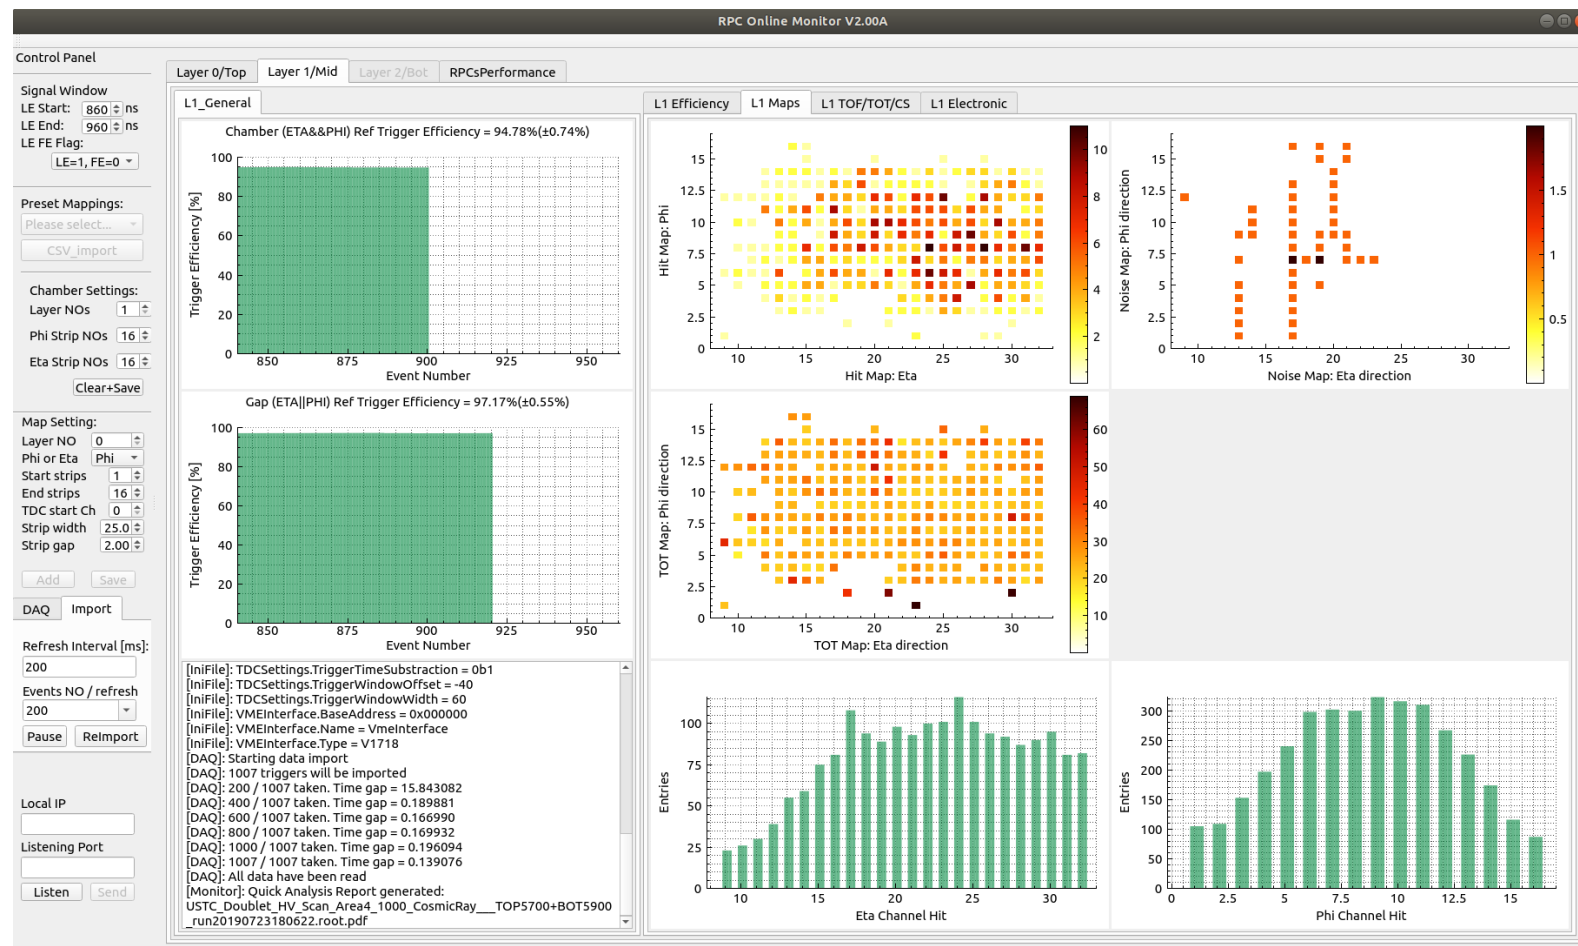 RPC Online Monitor V2.00A
Control Panel
Signal Window
LE Start: 860 ns
LE End: 960 ns
LE FE Flag:
LE=1, FE=0
Preset Mappings:
Please select...
CSV_import
Chamber Settings:
Layer NOs 1
Phi Strip NOs 16
Eta Strip NOs 16
Clear+Save
Map Setting:
Layer NO 0
Phi or Eta Phi
Start strips 1
End strips 16
TDC start Ch 0
Strip width 25.0
Strip gap 2.00
Add Save
DAQ Import
Refresh Interval [ms]:
200
Events NO / refresh
200
Pause ReImport
Local IP
Listening Port
Listen Send
Layer 0/Top Layer 1/Mid Layer 2/Bot RPCsPerformance
L1_General
Chamber (ETA&&PHI) Ref Trigger Efficiency = 94.78%(±0.74%)
Trigger Efficiency [%]
100
80
60
40
20
0
850 875 900 925 950
Event Number
Gap (ETA||PHI) Ref Trigger Efficiency = 97.17%(±0.55%)
Trigger Efficiency [%]
100
80
60
40
20
0
850 875 900 925 950
Event Number
[IniFile]: TDCSettings.TriggerTimeSubstraction = 0b1
[IniFile]: TDCSettings.TriggerWindowOffset = -40
[IniFile]: TDCSettings.TriggerWindowWidth = 60
[IniFile]: VMEInterface.BaseAddress = 0x000000
[IniFile]: VMEInterface.Name = VmeInterface
[IniFile]: VMEInterface.Type = V1718
[DAQ]: Starting data import
[DAQ]: 1007 triggers will be imported
[DAQ]: 200 / 1007 taken. Time gap = 15.843082
[DAQ]: 400 / 1007 taken. Time gap = 0.189881
[DAQ]: 600 / 1007 taken. Time gap = 0.166990
[DAQ]: 800 / 1007 taken. Time gap = 0.169932
[DAQ]: 1000 / 1007 taken. Time gap = 0.196094
[DAQ]: 1007 / 1007 taken. Time gap = 0.139076
[DAQ]: All data have been read
[Monitor]: Quick Analysis Report generated:
USTC_Doublet_HV_Scan_Area4_1000_CosmicRay___TOP5700+BOT5900
_run20190723180622.root.pdf
L1 Efficiency L1 Maps L1 TOF/TOT/CS L1 Electronic
Hit Map: Phi
15
12.5
10
7.5
5
2.5
0
10 15 20 25 30
Hit Map: Eta
10
8
6
4
2
Noise Map: Phi direction
15
12.5
10
7.5
5
2.5
0
10 15 20 25 30
Noise Map: Eta direction
1.5
1
0.5
TOT Map: Phi direction
15
12.5
10
7.5
5
2.5
0
10 15 20 25 30
TOT Map: Eta direction
60
50
40
30
20
10
Entries
100
75
50
25
0
10 15 20 25 30
Eta Channel Hit
Entries
300
250
200
150
100
50
0
0 2.5 5 7.5 10 12.5 15
Phi Channel Hit